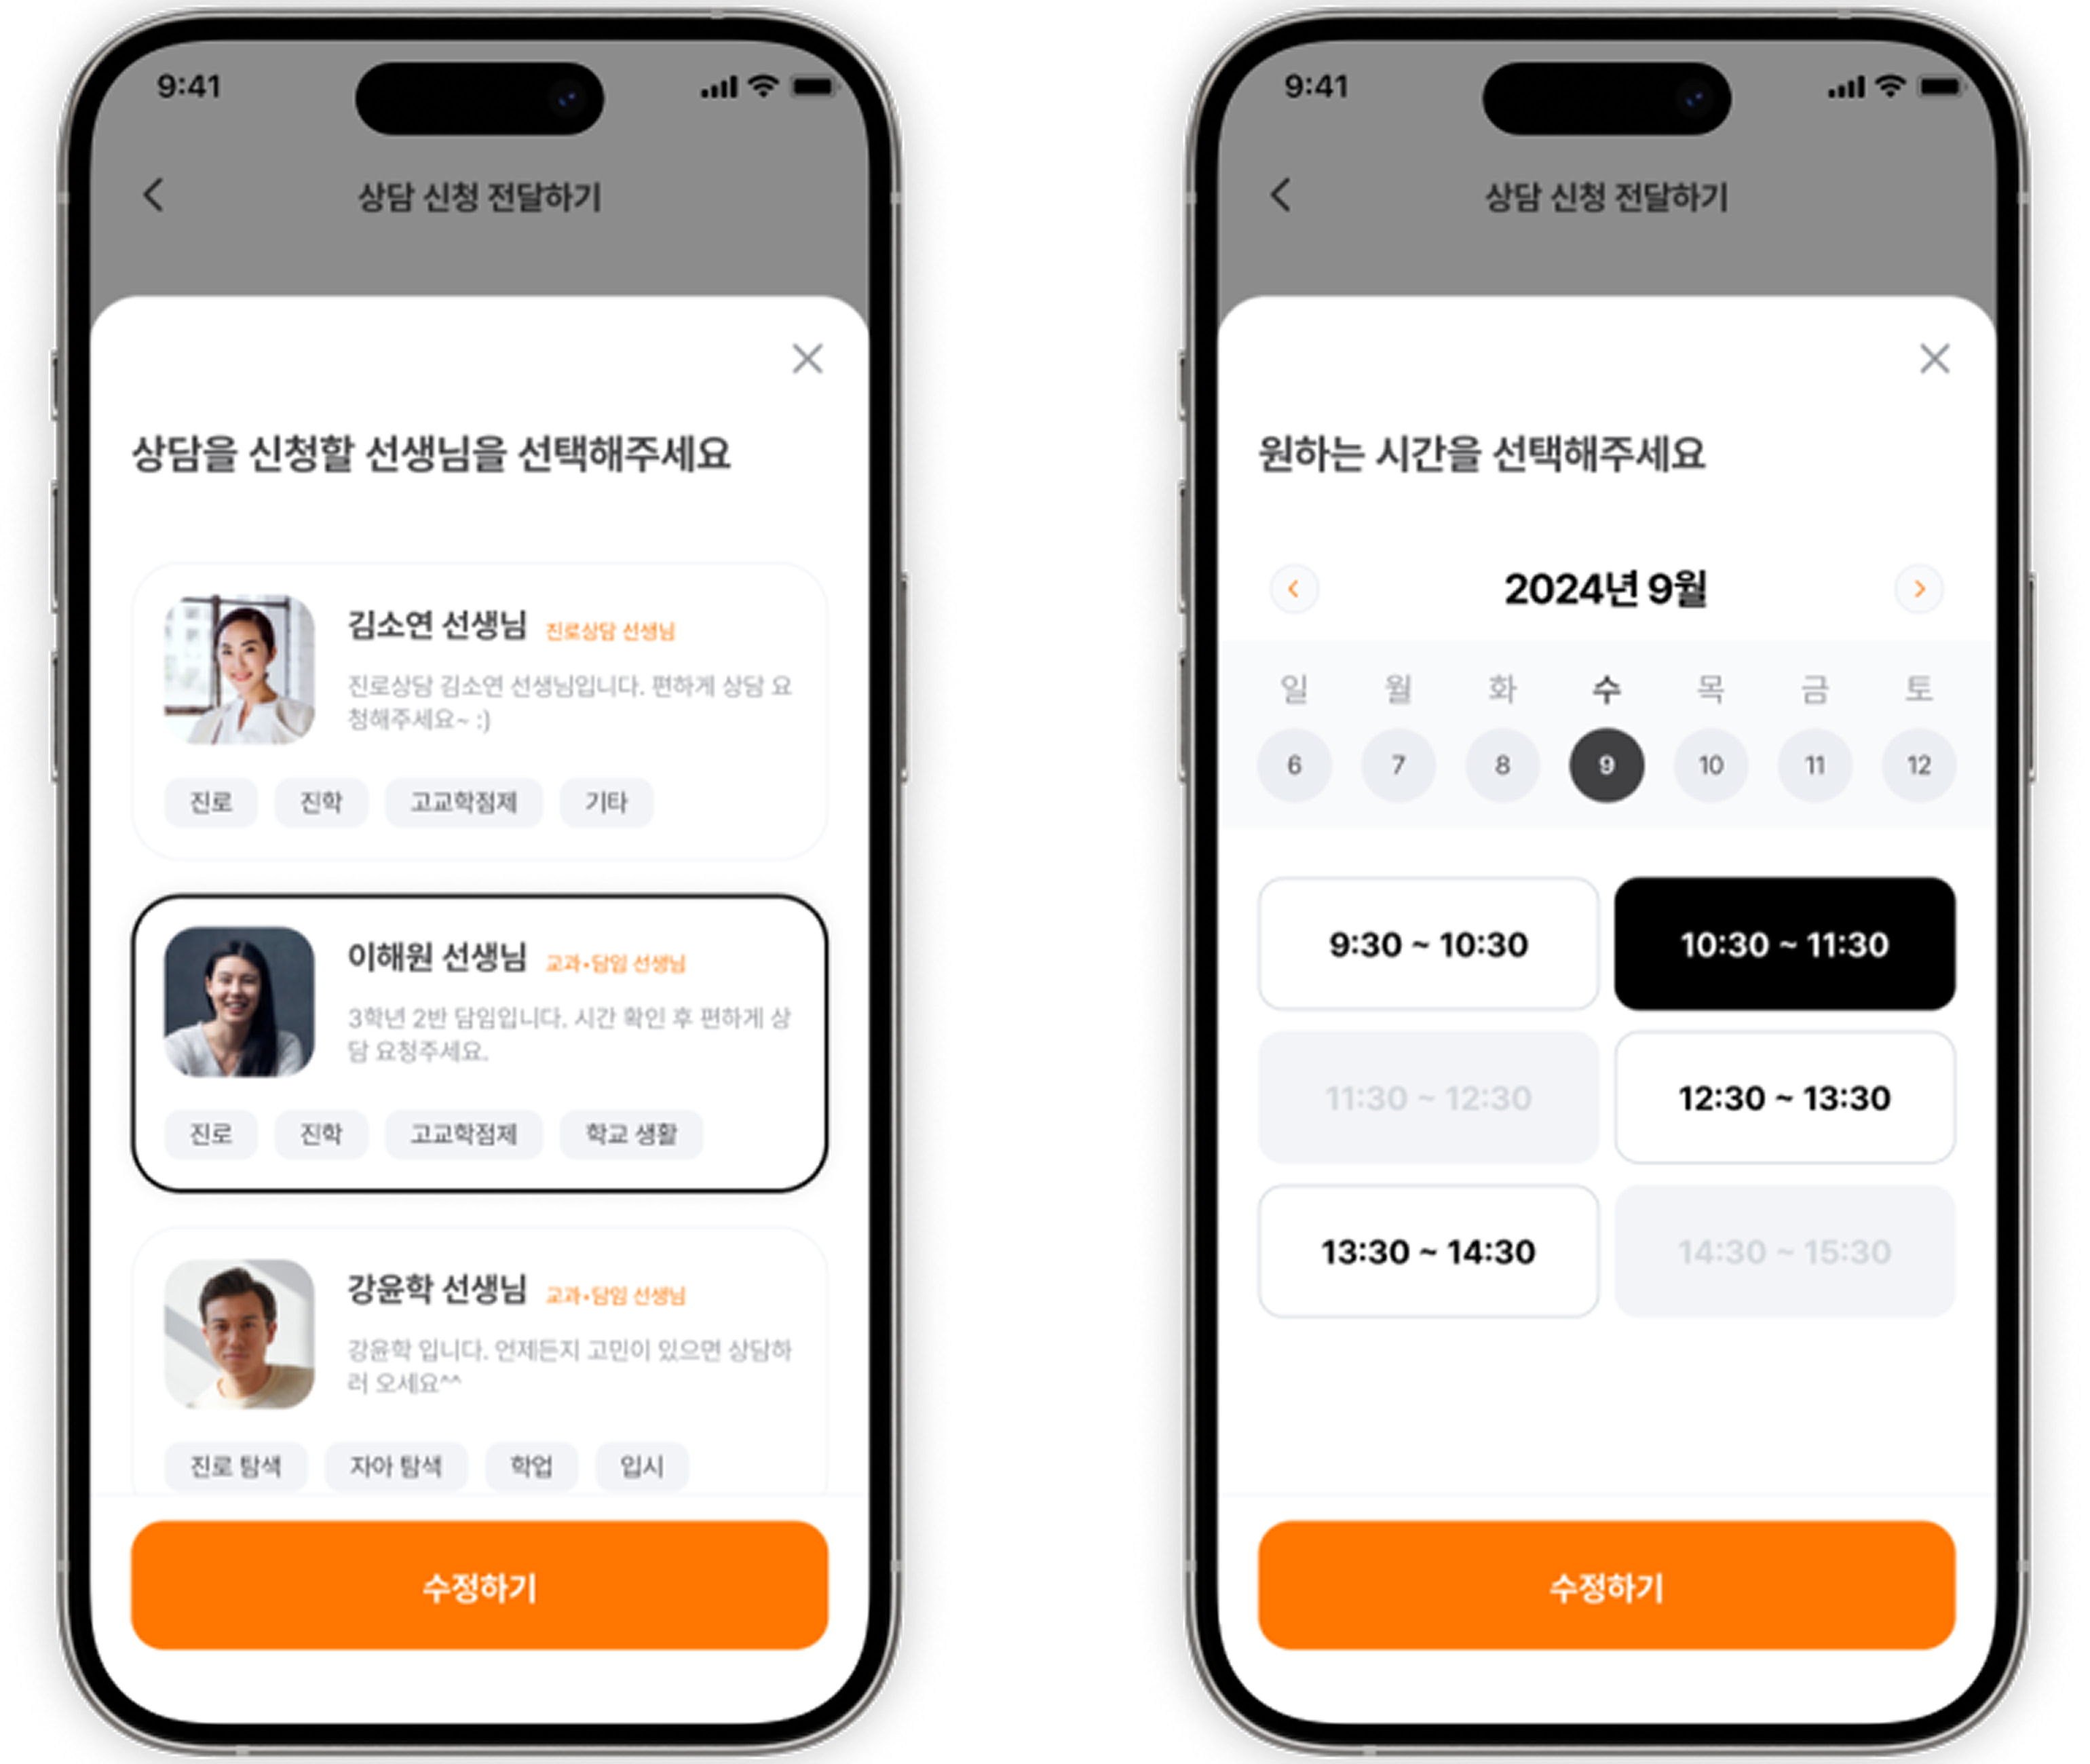 9:41
상담 신청 전달하기
상담을 신청할 선생님을 선택해주세요
김소연 선생님 진로상담 선생님
진로상담 김소연 선생님입니다. 편하게 상담 요
청해주세요~ :)
진로 진학 고교학점제 기타
이해원 선생님 교과•담임 선생님
3학년 2반 담임입니다. 시간 확인 후 편하게 상
담 요청주세요.
진로 진학 고교학점제 학교 생활
강윤학 선생님 교과•담임 선생님
강윤학 입니다. 언제든지 고민이 있으면 상담하
러 오세요^^
진로 탐색 자아 탐색 학업 입시
수정하기
9:41
상담 신청 전달하기
원하는 시간을 선택해주세요
2024년 9월
일 월 화 수 목 금 토
6 7 8 9 10 11 12
9:30 ~ 10:30 10:30 ~ 11:30
11:30 ~ 12:30 12:30 ~ 13:30
13:30 ~ 14:30 14:30 ~ 15:30
수정하기